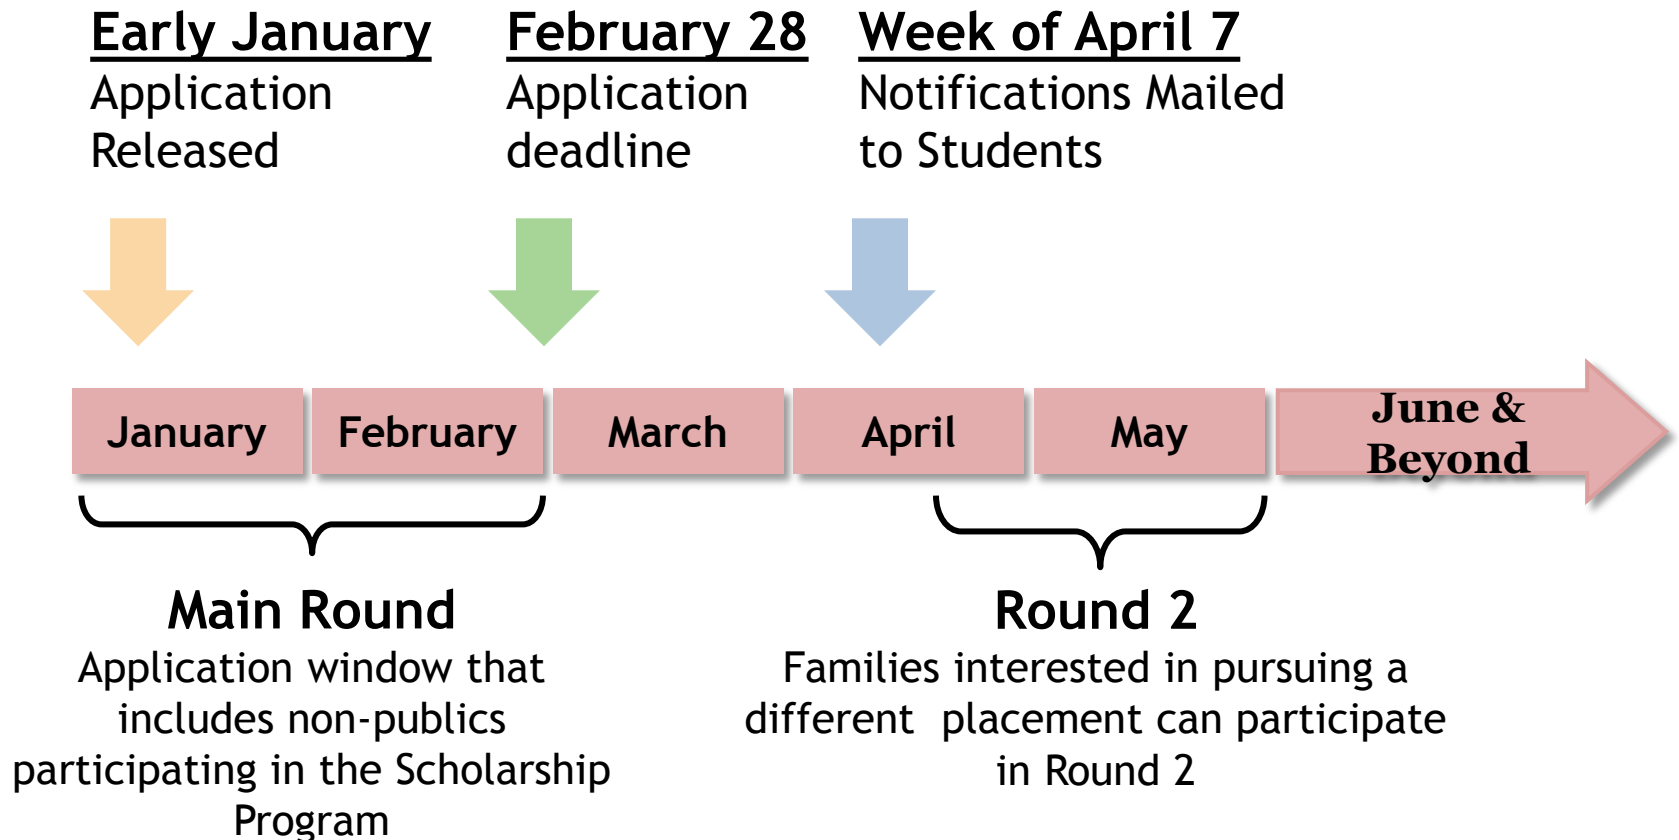 Early January
Application
Released
February 28
Application
deadline
Week of April 7
Notifications Mailed
to Students
January
February
March
April
May
June &
Beyond
Main Round
Application window that
includes non-publics
participating in the Scholarship
Program
Round 2
Families interested in pursuing a
different  placement can participate
in Round 2